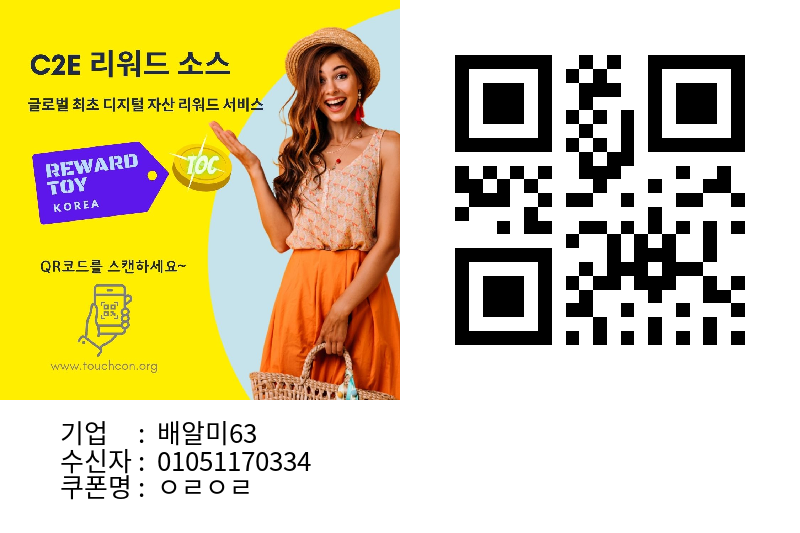 C2E 리워드 소스
글로벌 최초 디지털 자산 리워드 서비스
REWARD
TOY
KOREA
TOC
QR코드를 스캔하세요~
www.touchcon.org
기업 : 배알미63
수신자 : 01051170334
쿠폰명 : ㅇㄹㅇㄹ